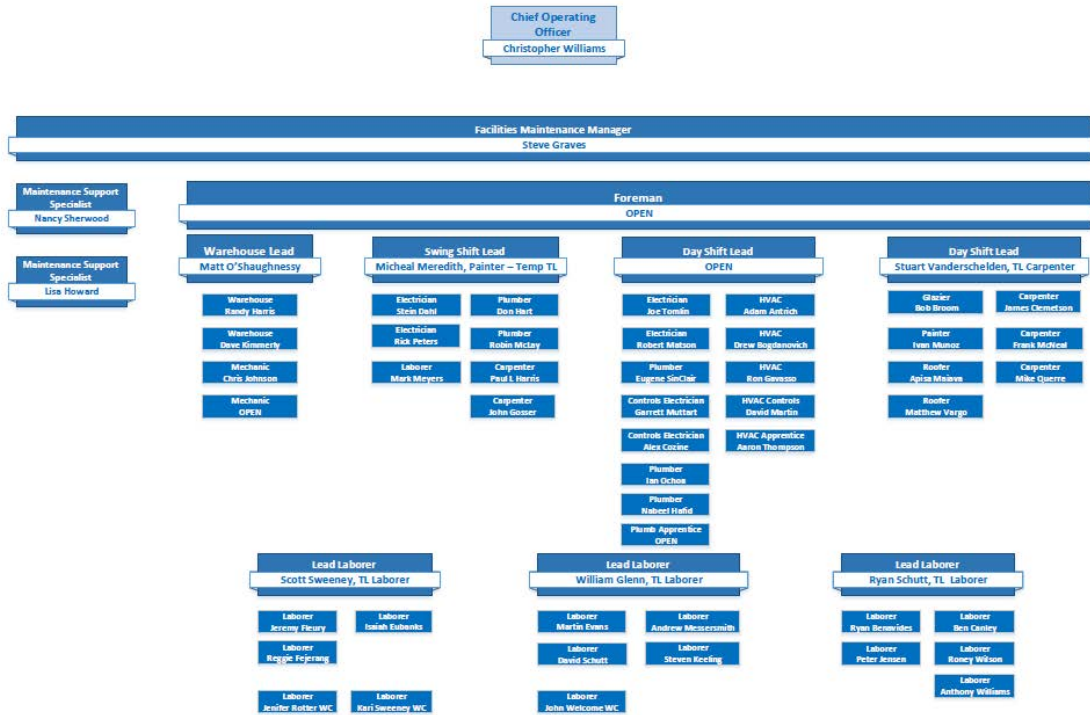 Chief Operating
Officer
Christopher Williams
Facilities Maintenance Manager
Steve Graves
Maintenance Support
Specialist
Nancy Sherwood
Maintenance Support
Specialist
Lisa Howard
Foreman
OPEN
Warehouse Lead
Matt O'Shaughnessy
Warehouse
Randy Harris
Warehouse
Dave Kimmerly
Mechanic
Chris Johnson
Mechanic
OPEN
Swing Shift Lead
Micheal Meredith, Painter – Temp TL
Electrician
Stein Dahl
Electrician
Rick Peters
Laborer
Mark Meyers
Plumber
Don Hart
Plumber
Robin McLay
Carpenter
Paul L Harris
Carpenter
John Gosser
Day Shift Lead
OPEN
Electrician
Joe Tomlin
Electrician
Robert Matson
Plumber
Eugene SinClair
Controls Electrician
Garrett Muttart
Controls Electrician
Alex Cozine
Plumber
Ian Ochoa
Plumber
Nabeel Hafid
Plumb Apprentice
OPEN
HVAC
Adam Antrich
HVAC
Drew Bogdanovich
HVAC
Ron Gavasso
HVAC Controls
David Martin
HVAC Apprentice
Aaron Thompson
Day Shift Lead
Stuart Vanderschelden, TL Carpenter
Glazier
Bob Broom
Painter
Ivan Munoz
Roofer
Apisa Maiava
Roofer
Matthew Vargo
Carpenter
James Clemetson
Carpenter
Frank McNeal
Carpenter
Mike Querre
Lead Laborer
Scott Sweeney, TL Laborer
Laborer
Jeremy Fleury
Laborer
Isaiah Eubanks
Laborer
Reggie Fejerang
Laborer
Jenifer Rotter WC
Laborer
Kari Sweeney WC
Lead Laborer
William Glenn, TL Laborer
Laborer
Martin Evans
Laborer
Andrew Messersmith
Laborer
David Schutt
Laborer
Steven Keeling
Laborer
John Welcome WC
Lead Laborer
Ryan Schutt, TL Laborer
Laborer
Ryan Benavides
Laborer
Ben Canley
Laborer
Peter Jensen
Laborer
Roney Witson
Laborer
Anthony Williams